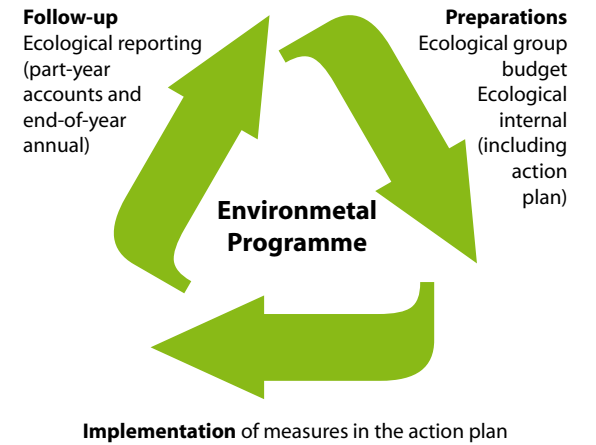 Follow-up
Ecological reporting
(part-year
accounts and
end-of-year
annual)
Preparations
Ecological group
budget
Ecological
internal
(including
action
plan)
Environmetal
Programme
Implementation of measures in the action plan